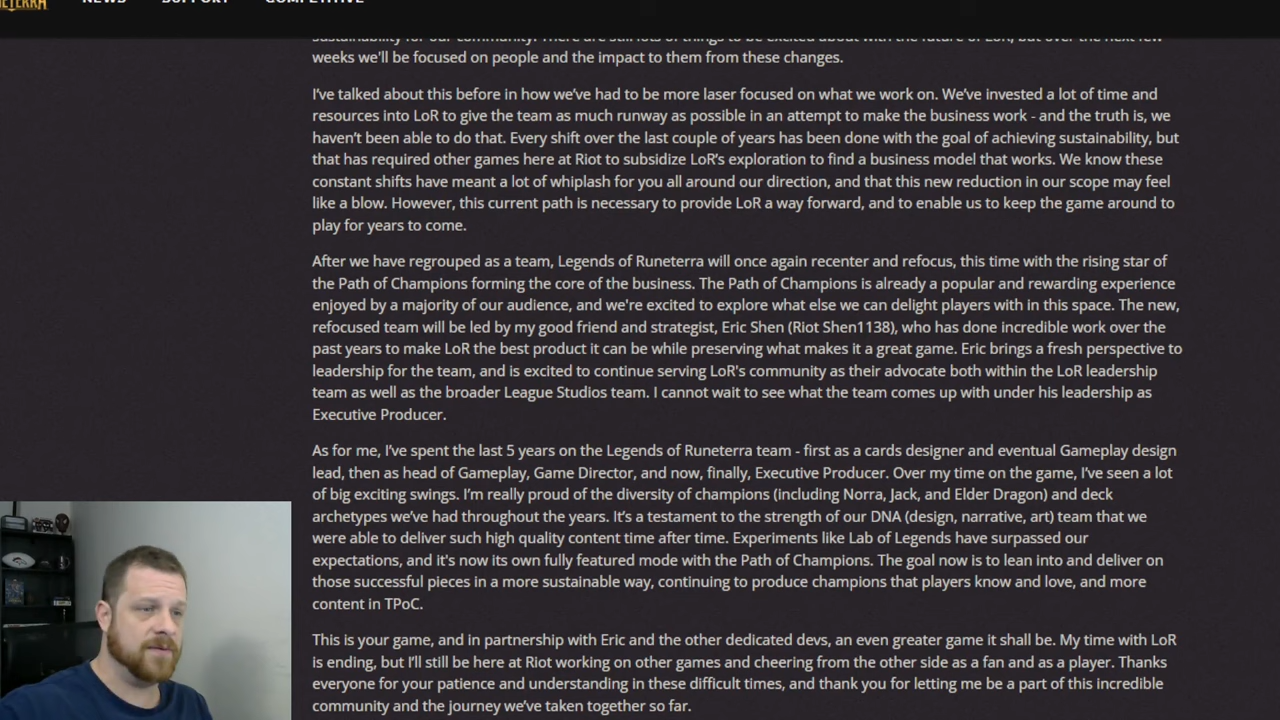 NEWS SUPPORT COMPETITIVE
sustainability for our community. There are still lots of things to be excited about with the future of LoR, but over the next few
weeks we'll be focused on people and the impact to them from these changes.
I've talked about this before in how we've had to be more laser focused on what we work on. We've invested a lot of time and
resources into LoR to give the team as much runway as possible in an attempt to make the business work - and the truth is, we
haven't been able to do that. Every shift over the last couple of years has been done with the goal of achieving sustainability, but
that has required other games here at Riot to subsidize LoR's exploration to find a business model that works. We know these
constant shifts have meant a lot of whiplash for you all around our direction, and that this new reduction in our scope may feel
like a blow. However, this current path is necessary to provide LoR a way forward, and to enable us to keep the game around to
play for years to come.
After we have regrouped as a team, Legends of Runeterra will once again recenter and refocus, this time with the rising star of
the Path of Champions forming the core of the business. The Path of Champions is already a popular and rewarding experience
enjoyed by a majority of our audience, and we're excited to explore what else we can delight players with in this space. The new,
refocused team will be led by my good friend and strategist, Eric Shen (Riot Shen1138), who has done incredible work over the
past years to make LoR the best product it can be while preserving what makes it a great game. Eric brings a fresh perspective to
leadership for the team, and is excited to continue serving LoR's community as their advocate both within the LoR leadership
team as well as the broader League Studios team. I cannot wait to see what the team comes up with under his leadership as
Executive Producer.
As for me, I've spent the last 5 years on the Legends of Runeterra team - first as a cards designer and eventual Gameplay design
lead, then as head of Gameplay, Game Director, and now, finally, Executive Producer. Over my time on the game, I've seen a lot
of big exciting swings. I'm really proud of the diversity of champions (including Norra, Jack, and Elder Dragon) and deck
archetypes we've had throughout the years. It's a testament to the strength of our DNA (design, narrative, art) team that we
were able to deliver such high quality content time after time. Experiments like Lab of Legends have surpassed our
expectations, and it's now its own fully featured mode with the Path of Champions. The goal now is to lean into and deliver on
those successful pieces in a more sustainable way, continuing to produce champions that players know and love, and more
content in TPoC.
This is your game, and in partnership with Eric and the other dedicated devs, an even greater game it shall be. My time with LoR
is ending, but I'll still be here at Riot working on other games and cheering from the other side as a fan and as a player. Thanks
everyone for your patience and understanding in these difficult times, and thank you for letting me be a part of this incredible
community and the journey we've taken together so far.